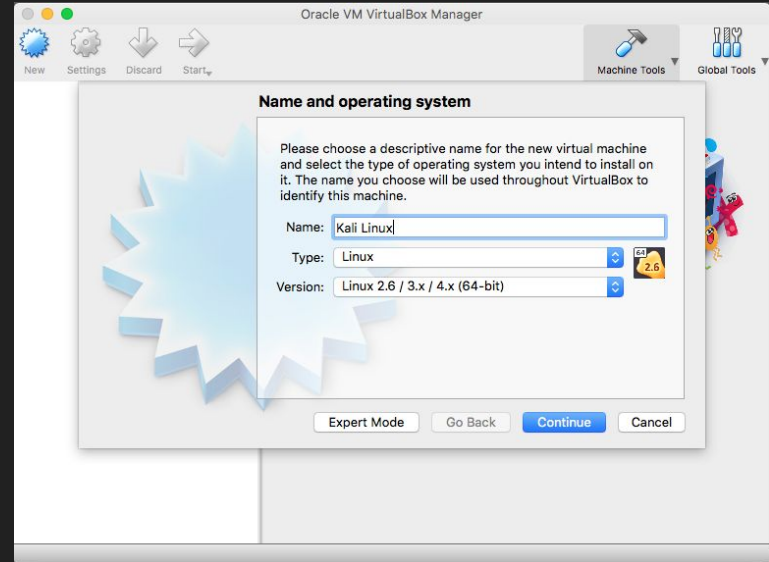 Oracle VM VirtualBox Manager
New
Settings
Discard
Start
Machine Tools
Global Tools
Name and operating system
Please choose a descriptive name for the new virtual machine
and select the type of operating system you intend to install on
it. The name you choose will be used throughout VirtualBox to
identify this machine.
Name: Kali Linux
Type: Linux
64
2.6
Version: Linux 2.6 / 3.x / 4.x (64-bit)
Expert Mode
Go Back
Continue
Cancel